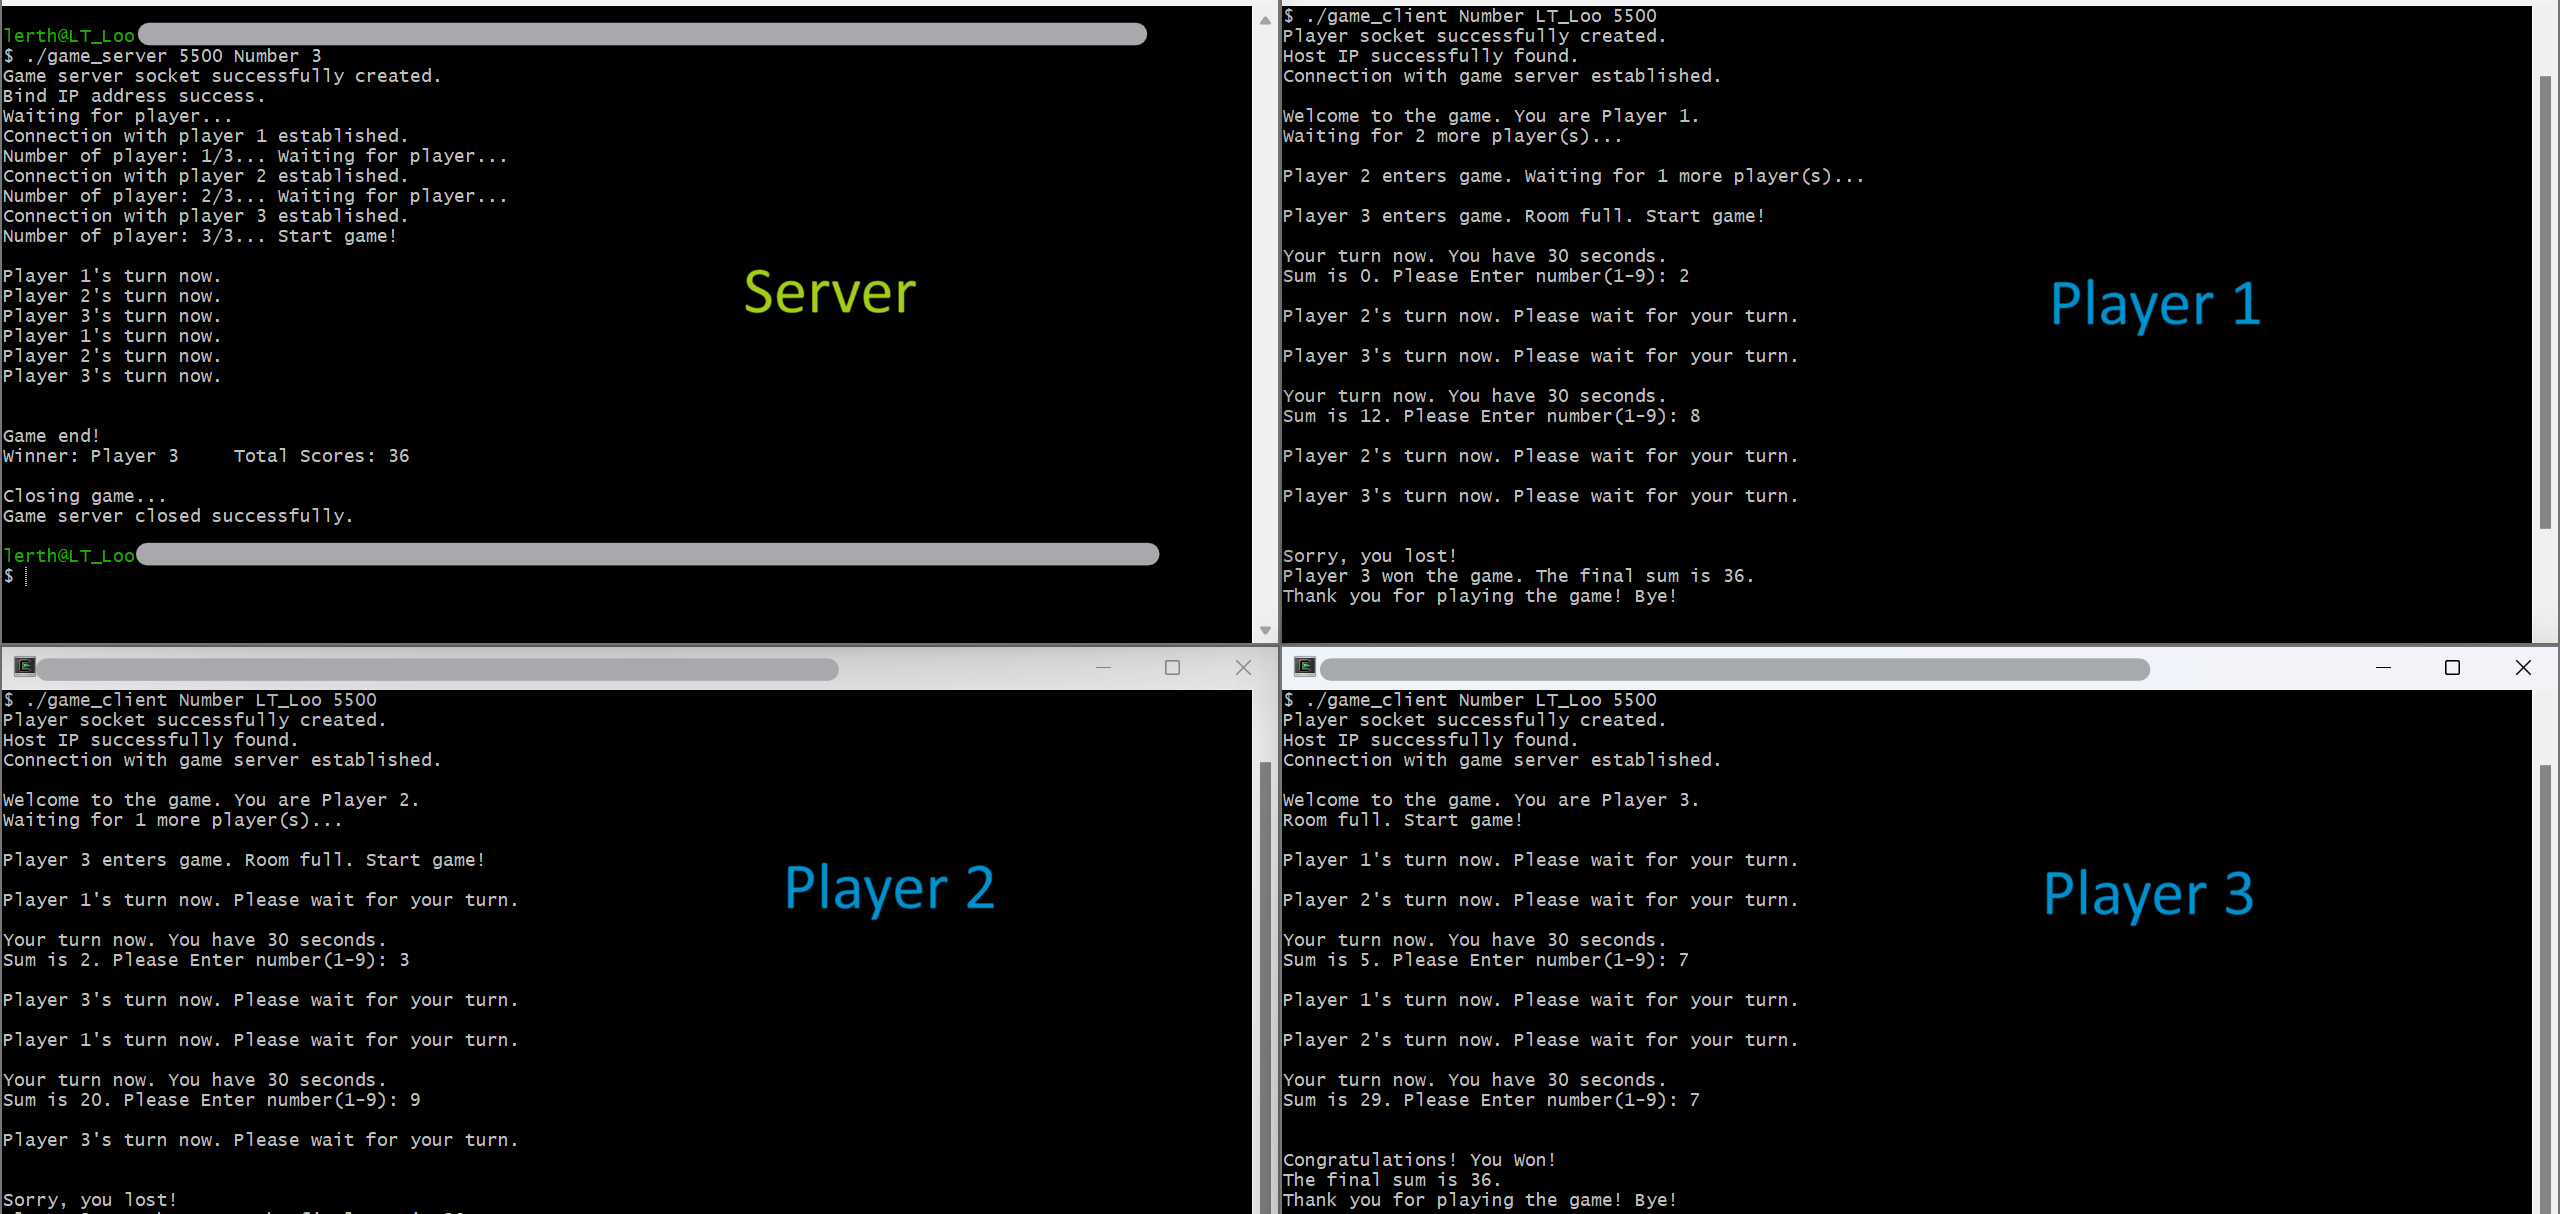 lerth@LT_Loo
$ ./game_server 5500 Number 3
Game server socket successfully created.
Bind IP address success.
Waiting for player...
Connection with player 1 established.
Number of player: 1/3... Waiting for player...
Connection with player 2 established.
Number of player: 2/3... Waiting for player...
Connection with player 3 established.
Number of player: 3/3... Start game!
Player 1's turn now.
Player 2's turn now.
Player 3's turn now.
Player 1's turn now.
Player 2's turn now.
Player 3's turn now.
Game end!
Winner: Player 3     Total Scores: 36
Closing game...
Game server closed successfully.
lerth@LT_Loo
$
Server
$ ./game_client Number LT_Loo 5500
Player socket successfully created.
Host IP successfully found.
Connection with game server established.
Welcome to the game. You are Player 1.
Waiting for 2 more player(s)...
Player 2 enters game. Waiting for 1 more player(s)...
Player 3 enters game. Room full. Start game!
Your turn now. You have 30 seconds.
Sum is 0. Please Enter number(1-9): 2
Player 2's turn now. Please wait for your turn.
Player 3's turn now. Please wait for your turn.
Your turn now. You have 30 seconds.
Sum is 12. Please Enter number(1-9): 8
Player 2's turn now. Please wait for your turn.
Player 3's turn now. Please wait for your turn.
Sorry, you lost!
Player 3 won the game. The final sum is 36.
Thank you for playing the game! Bye!
Player 1
$ ./game_client Number LT_Loo 5500
Player socket successfully created.
Host IP successfully found.
Connection with game server established.
Welcome to the game. You are Player 2.
Waiting for 1 more player(s)...
Player 3 enters game. Room full. Start game!
Player 1's turn now. Please wait for your turn.
Your turn now. You have 30 seconds.
Sum is 2. Please Enter number(1-9): 3
Player 3's turn now. Please wait for your turn.
Player 1's turn now. Please wait for your turn.
Your turn now. You have 30 seconds.
Sum is 20. Please Enter number(1-9): 9
Player 3's turn now. Please wait for your turn.
Sorry, you lost!
Player 2
$ ./game_client Number LT_Loo 5500
Player socket successfully created.
Host IP successfully found.
Connection with game server established.
Welcome to the game. You are Player 3.
Room full. Start game!
Player 1's turn now. Please wait for your turn.
Player 2's turn now. Please wait for your turn.
Your turn now. You have 30 seconds.
Sum is 5. Please Enter number(1-9): 7
Player 1's turn now. Please wait for your turn.
Player 2's turn now. Please wait for your turn.
Your turn now. You have 30 seconds.
Sum is 29. Please Enter number(1-9): 7
Congratulations! You Won!
The final sum is 36.
Thank you for playing the game! Bye!
Player 3